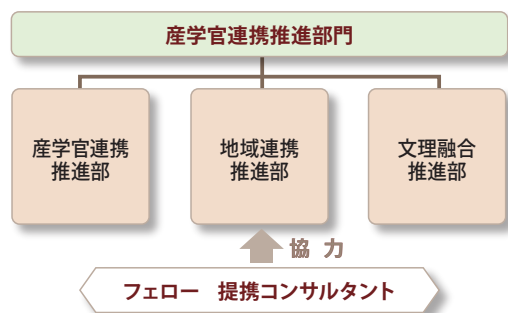 産学官連携推進部門
産学官連携
推進部
地域連携
推進部
文理融合
推進部
協 力
フェロー 提携コンサルタント